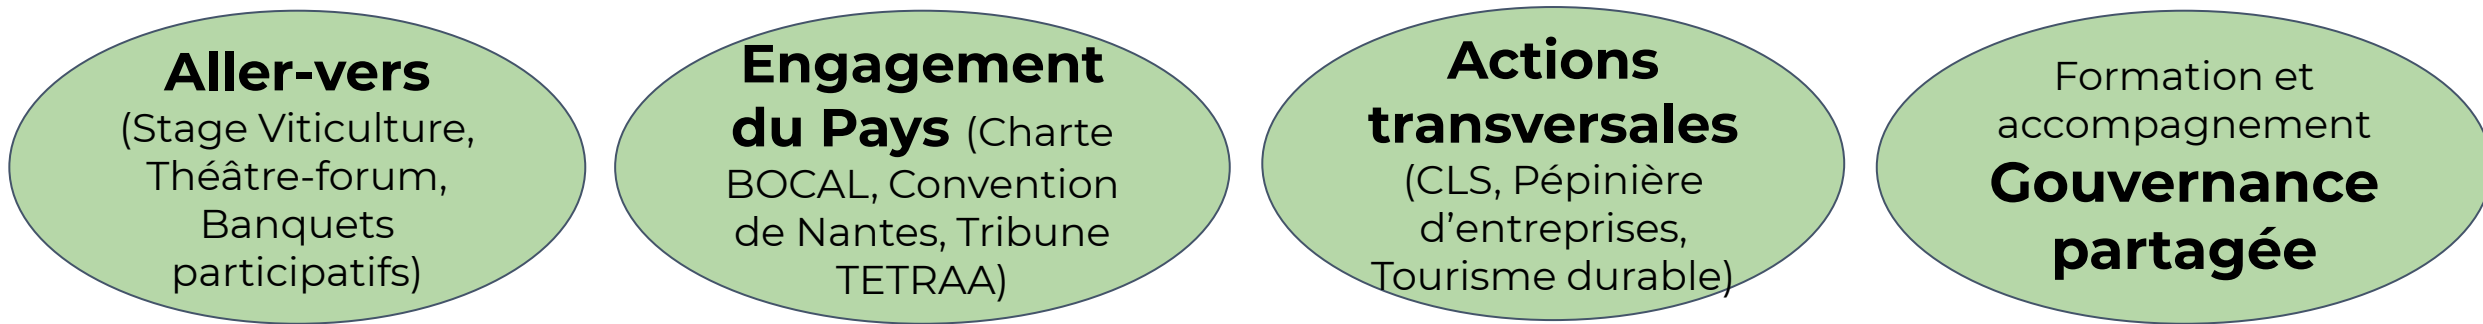 Aller-vers
(Stage Viticulture,
Théâtre-forum,
Banquets
participatifs)
Engagement
du Pays (Charte
BOCAL, Convention
de Nantes, Tribune
TETRAA)
Actions
transversales
(CLS, Pépinière
d’entreprises,
Tourisme durable)
Formation et
accompagnement
Gouvernance
partagée